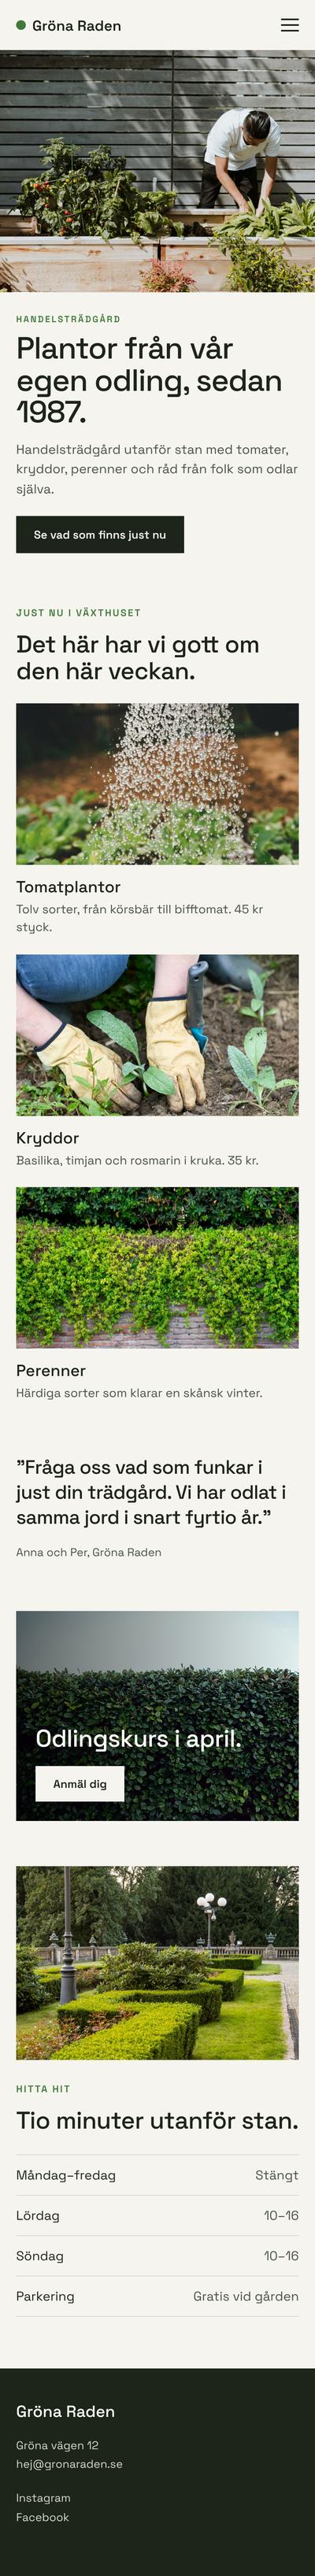 Gröna Raden
HANDELSTRÄDGÅRD
Plantor från vår
egen odling, sedan
1987.
Handelsträdgård utanför stan med tomater,
kryddor, perenner och råd från folk som odlar
själva.
Se vad som finns just nu
JUST NU I VÄXTHUSET
Det här har vi gott om
den här veckan.
Tomatplantor
Tolv sorter, från körsbär till bifftomat. 45 kr
styck.
Kryddor
Basilika, timjan och rosmarin i kruka. 35 kr.
Perenner
Härdiga sorter som klarar en skånsk vinter.
”Fråga oss vad som funkar i
just din trädgård. Vi har odlat i
samma jord i snart fyrtio år.”
Anna och Per, Gröna Raden
Odlingskurs i april.
Anmäl dig
HITTA HIT
Tio minuter utanför stan.
Måndag–fredag Stängt
Lördag 10–16
Söndag 10–16
Parkering Gratis vid gården
Gröna Raden
Gröna vägen 12
hej@gronaraden.se
Instagram
Facebook